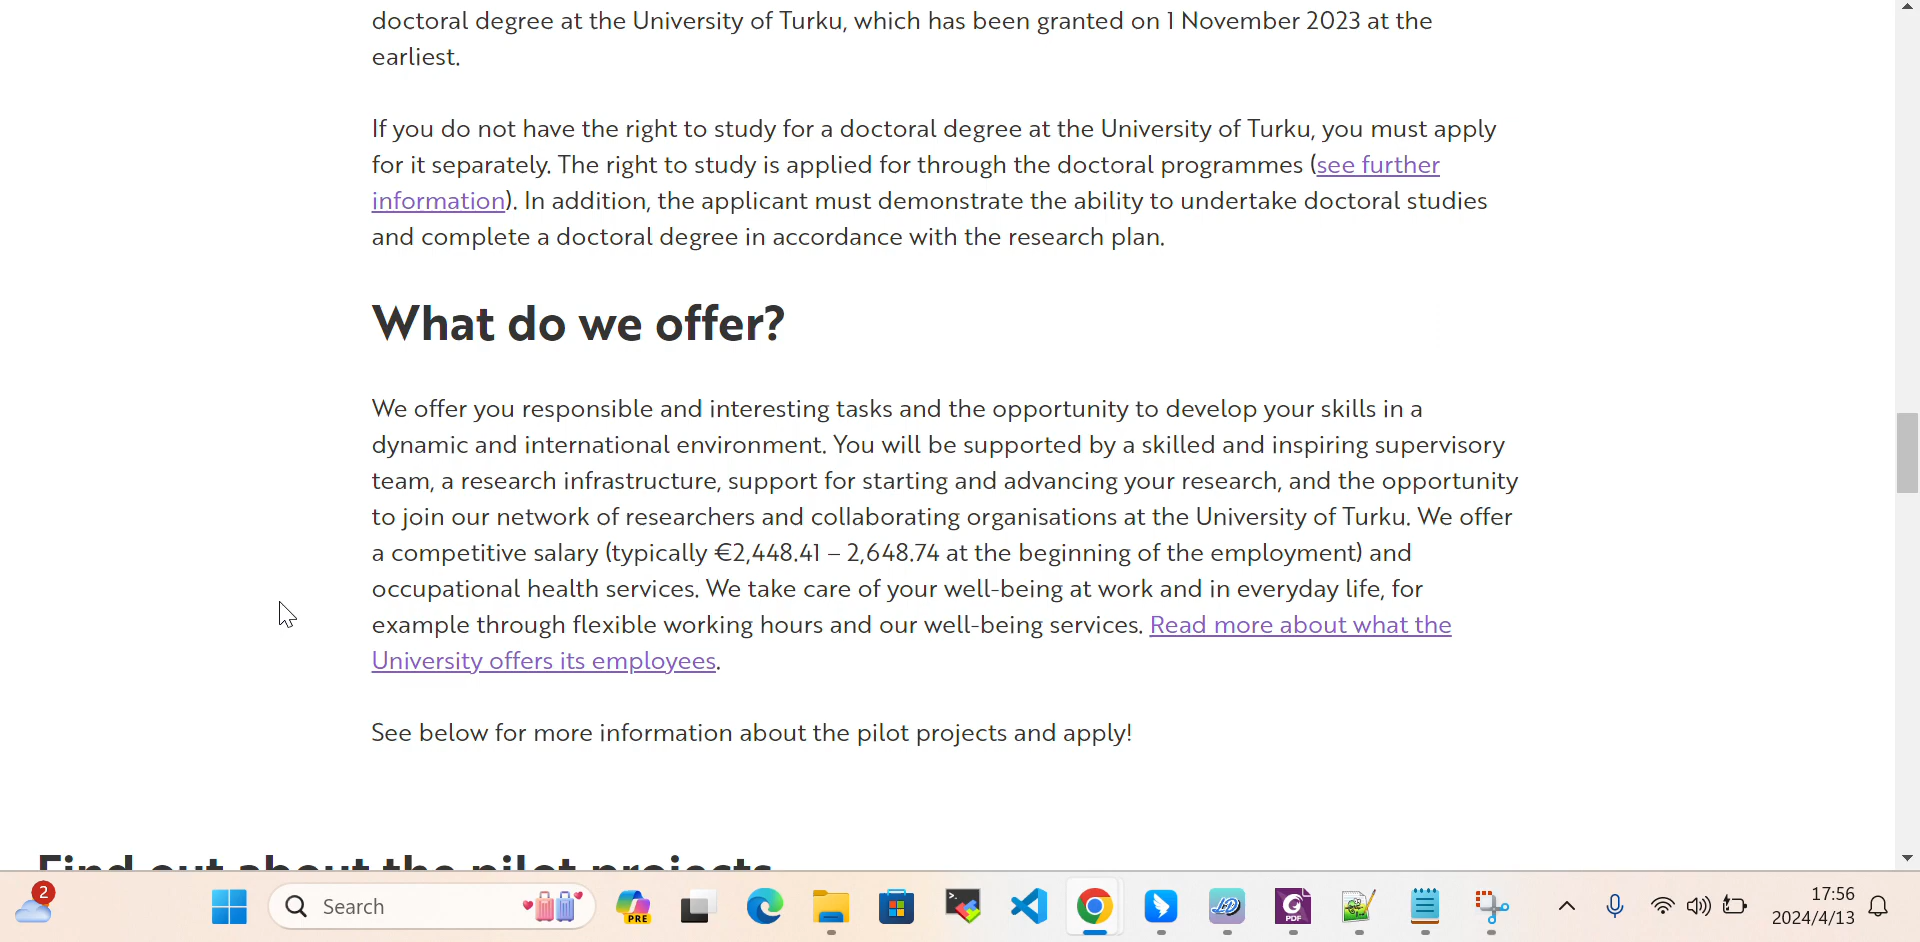 doctoral degree at the University of Turku, which has been granted on 1 November 2023 at the
earliest.
If you do not have the right to study for a doctoral degree at the University of Turku, you must apply
for it separately. The right to study is applied for through the doctoral programmes (see further
information). In addition, the applicant must demonstrate the ability to undertake doctoral studies
and complete a doctoral degree in accordance with the research plan.
What do we offer?
We offer you responsible and interesting tasks and the opportunity to develop your skills in a
dynamic and international environment. You will be supported by a skilled and inspiring supervisory
team, a research infrastructure, support for starting and advancing your research, and the opportunity
to join our network of researchers and collaborating organisations at the University of Turku. We offer
a competitive salary (typically €2,448.41 – 2,648.74 at the beginning of the employment) and
occupational health services. We take care of your well-being at work and in everyday life, for
example through flexible working hours and our well-being services. Read more about what the
University offers its employees.
See below for more information about the pilot projects and apply!
Find out about the pilot projects
2
Search
PRE
PDF
17:56
2024/4/13